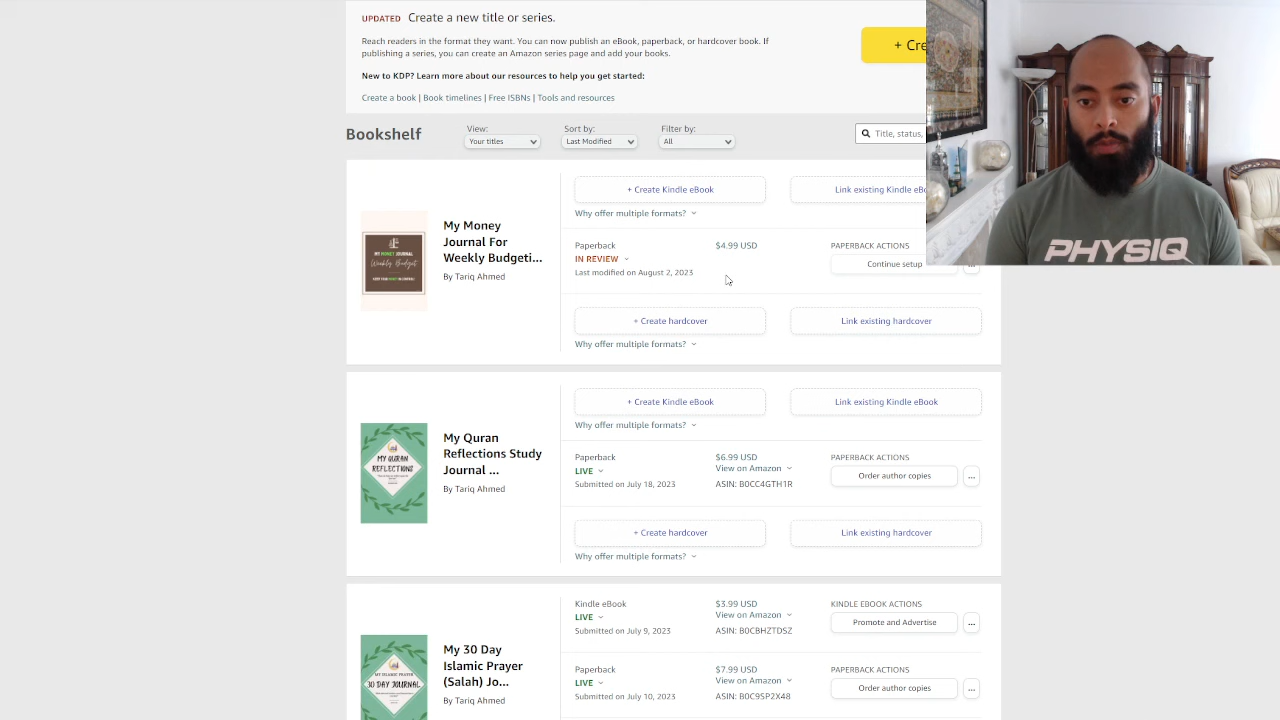 UPDATED Create a new title or series.
Reach readers in the format they want. You can now publish an eBook, paperback, or hardcover book. If
publishing a series, you can create an Amazon series page and add your books.
New to KDP? Learn more about our resources to help you get started:
Create a book | Book timelines | Free ISBNs | Tools and resources
+ Cre
Bookshelf
View:
Your titles
Sort by:
Last Modified
Filter by:
All
Title, status,
My Money
Journal For
Weekly Budgeti...
By Tariq Ahmed
+ Create Kindle eBook
Link existing Kindle eBo
Why offer multiple formats?
Paperback
IN REVIEW
Last modified on August 2, 2023
$4.99 USD
PAPERBACK ACTIONS
Continue setup
...
+ Create hardcover
Link existing hardcover
Why offer multiple formats?
MY MONEY JOURNAL
Weekly Budget
PHYSIQ
My Quran
Reflections Study
Journal ...
By Tariq Ahmed
MY QURAN
REFLECTIONS
+ Create Kindle eBook
Link existing Kindle eBook
Why offer multiple formats?
Paperback
LIVE
Submitted on July 18, 2023
$6.99 USD
View on Amazon
ASIN: B0CC4GTH1R
PAPERBACK ACTIONS
Order author copies
...
+ Create hardcover
Link existing hardcover
Why offer multiple formats?
My 30 Day
Islamic Prayer
(Salah) Jo...
By Tariq Ahmed
MY ISLAMIC PRAYER
30 DAY JOURNAL
Kindle eBook
LIVE
Submitted on July 9, 2023
$3.99 USD
View on Amazon
ASIN: B0CBHZTDSZ
KINDLE EBOOK ACTIONS
Promote and Advertise
...
Paperback
LIVE
Submitted on July 10, 2023
$7.99 USD
View on Amazon
ASIN: B0C9SP2X48
PAPERBACK ACTIONS
Order author copies
...